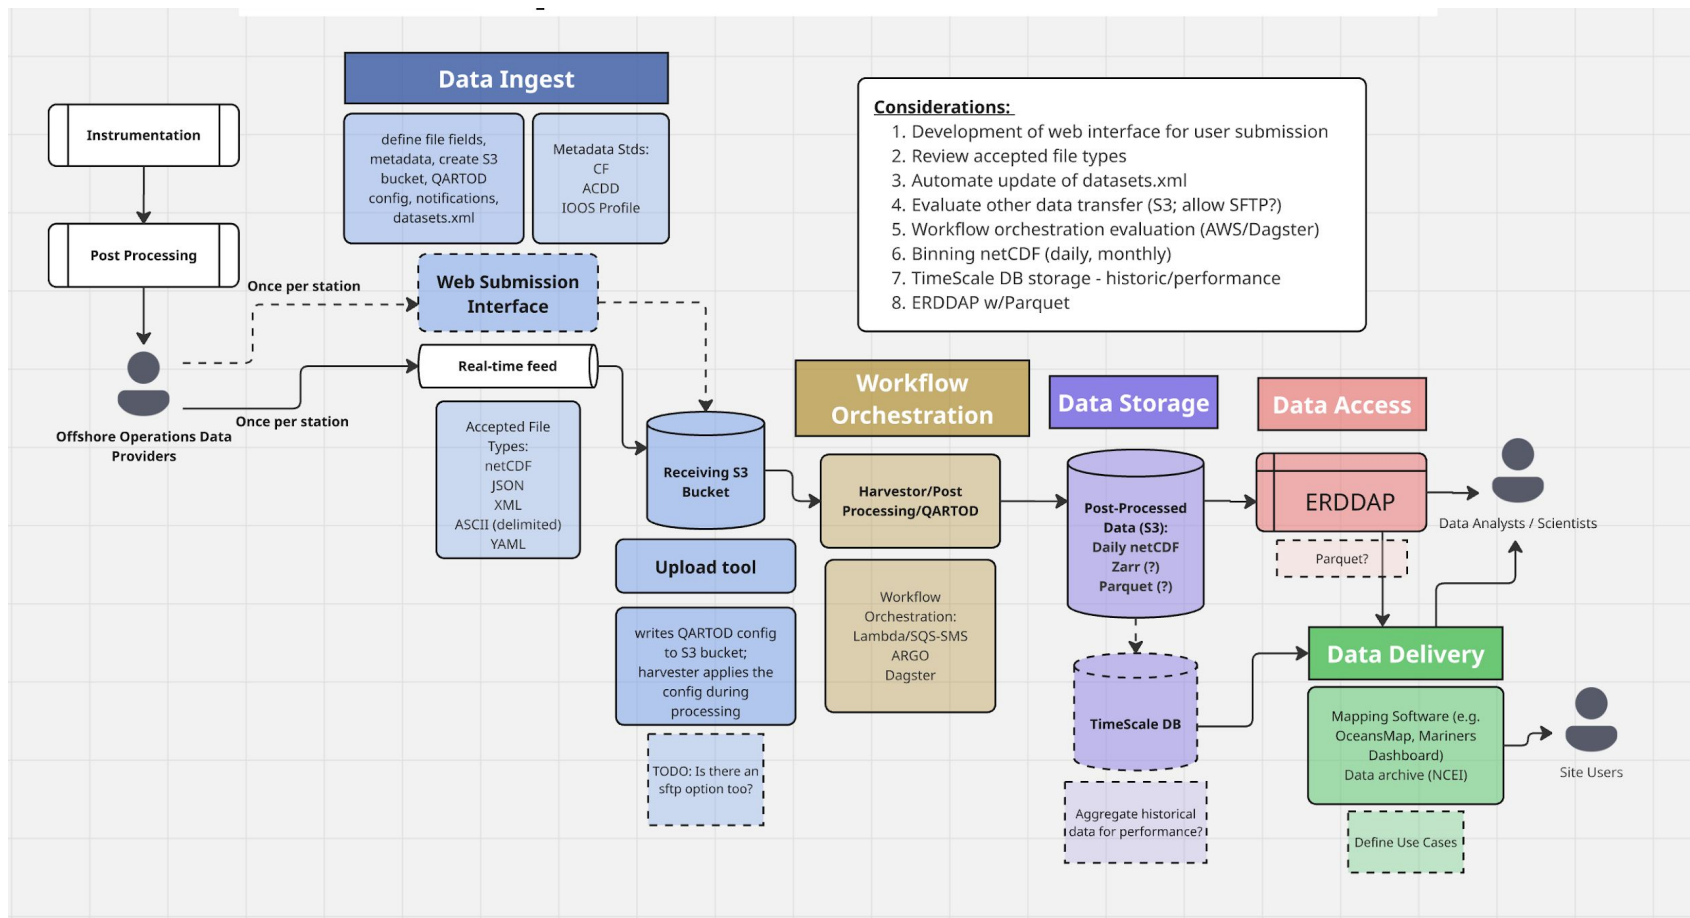 Data Ingest
Instrumentation
Post Processing
Offshore Operations Data
Providers
Once per station
Once per station
define file fields,
metadata, create S3
bucket, QARTOD
config, notifications,
datasets.xml
Metadata Stds:
CF
ACDD
IOOS Profile
Web Submission
Interface
Real-time feed
Accepted File
Types:
netCDF
JSON
XML
ASCII (delimited)
YAML
Receiving S3
Bucket
Upload tool
writes QARTOD config
to S3 bucket;
harvester applies the
config during
processing
TODO: Is there an
sftp option too?
Considerations:
1. Development of web interface for user submission
2. Review accepted file types
3. Automate update of datasets.xml
4. Evaluate other data transfer (S3; allow SFTP?)
5. Workflow orchestration evaluation (AWS/Dagster)
6. Binning netCDF (daily, monthly)
7. TimeScale DB storage - historic/performance
8. ERDDAP w/Parquet
Workflow
Orchestration
Harvestor/Post
Processing/QARTOD
Workflow
Orchestration:
Lambda/SQS-SMS
ARGO
Dagster
Data Storage
Post-Processed
Data (S3):
Daily netCDF
Zarr (?)
Parquet (?)
TimeScale DB
Aggregate historical
data for performance?
Data Access
ERDDAP
Parquet?
Data Analysts / Scientists
Data Delivery
Mapping Software (e.g.
OceansMap, Mariners
Dashboard)
Data archive (NCEI)
Define Use Cases
Site Users